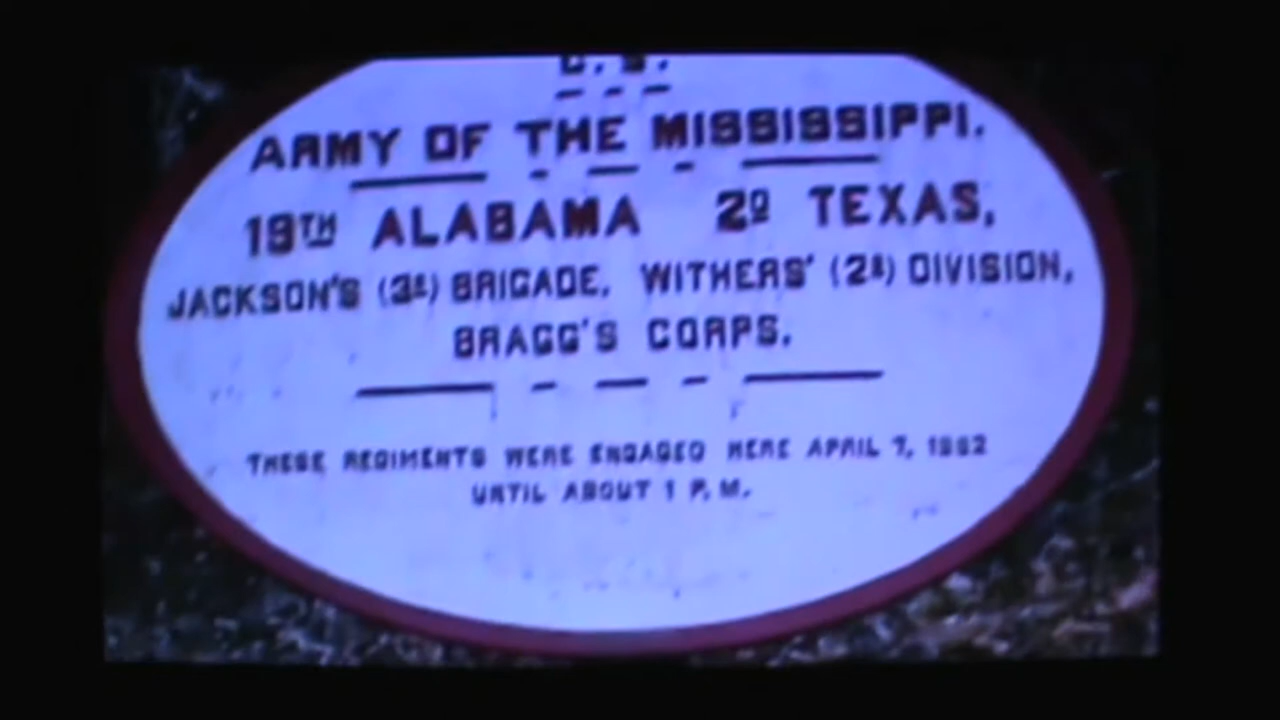 C. S.
ARMY OF THE MISSISSIPPI.
19TH ALABAMA 2D TEXAS,
JACKSON'S (3D) BRIGADE, WITHERS' (2D) DIVISION,
BRAGG'S CORPS.
THESE REGIMENTS WERE ENGAGED HERE APRIL 7, 1862
UNTIL ABOUT 1 P. M.